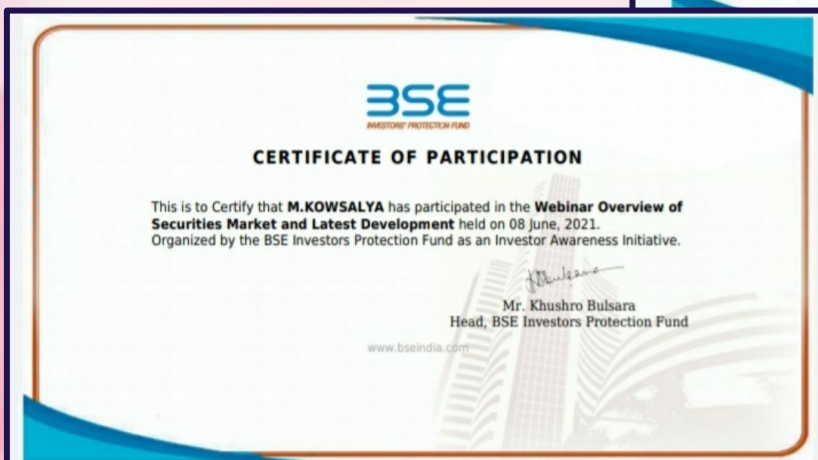 BSE
INVESTORS' PROTECTION FUND
CERTIFICATE OF PARTICIPATION
This is to Certify that M.KOWSALYA has participated in the Webinar Overview of
Securities Market and Latest Development held on 08 June, 2021.
Organized by the BSE Investors Protection Fund as an Investor Awareness Initiative.
Mr. Khushro Bulsara
Head, BSE Investors Protection Fund
www.bseindia.com